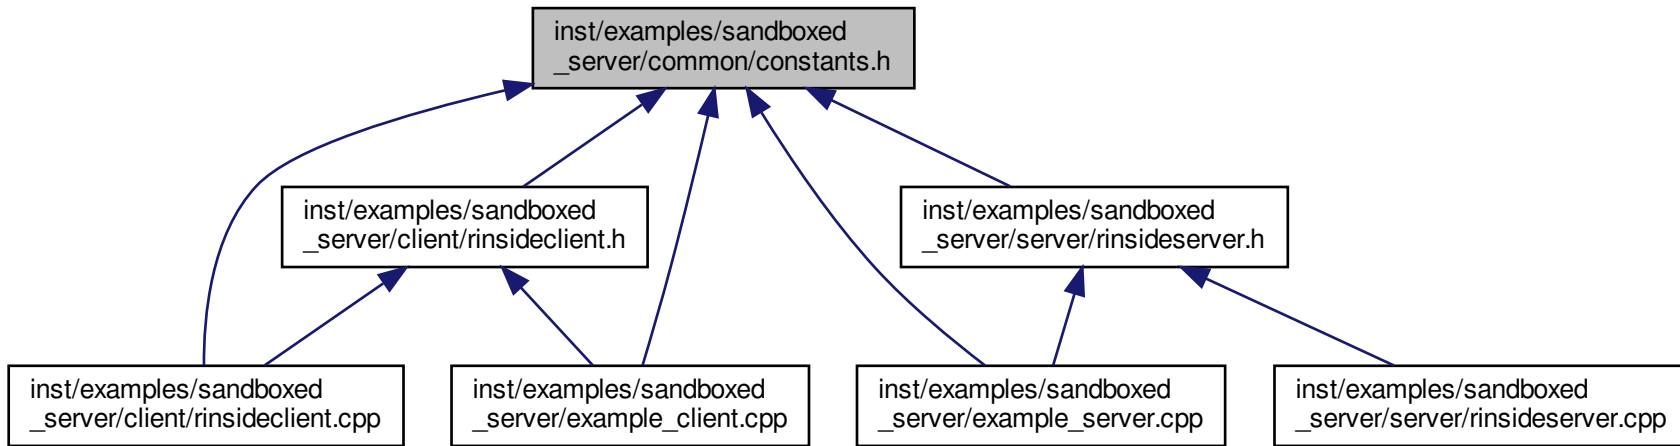 inst/examples/sandboxed
_server/common/constants.h
inst/examples/sandboxed
_server/client/rinsideclient.h
inst/examples/sandboxed
_server/server/rinsideserver.h
inst/examples/sandboxed
_server/client/rinsideclient.cpp
inst/examples/sandboxed
_server/example_client.cpp
inst/examples/sandboxed
_server/example_server.cpp
inst/examples/sandboxed
_server/server/rinsideserver.cpp